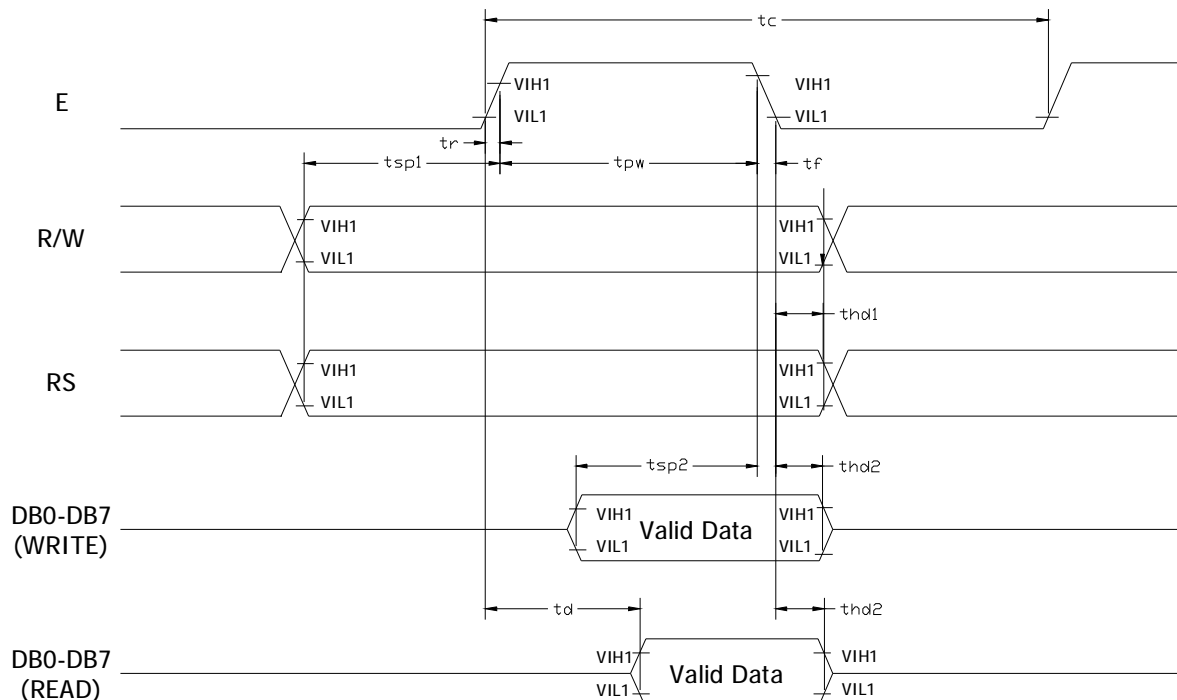 tc
E
VIH1
VIH1
VIL1
VIL1
tr
tsp1
tpw
tf
R/W
VIH1
VIH1
VIL1
VIL1
thd1
RS
VIH1
VIH1
VIL1
VIL1
tsp2
thd2
DB0-DB7
(WRITE)
VIH1
VIL1
Valid Data
VIH1
VIL1
td
thd2
DB0-DB7
(READ)
VIH1
VIL1
Valid Data
VIH1
VIL1